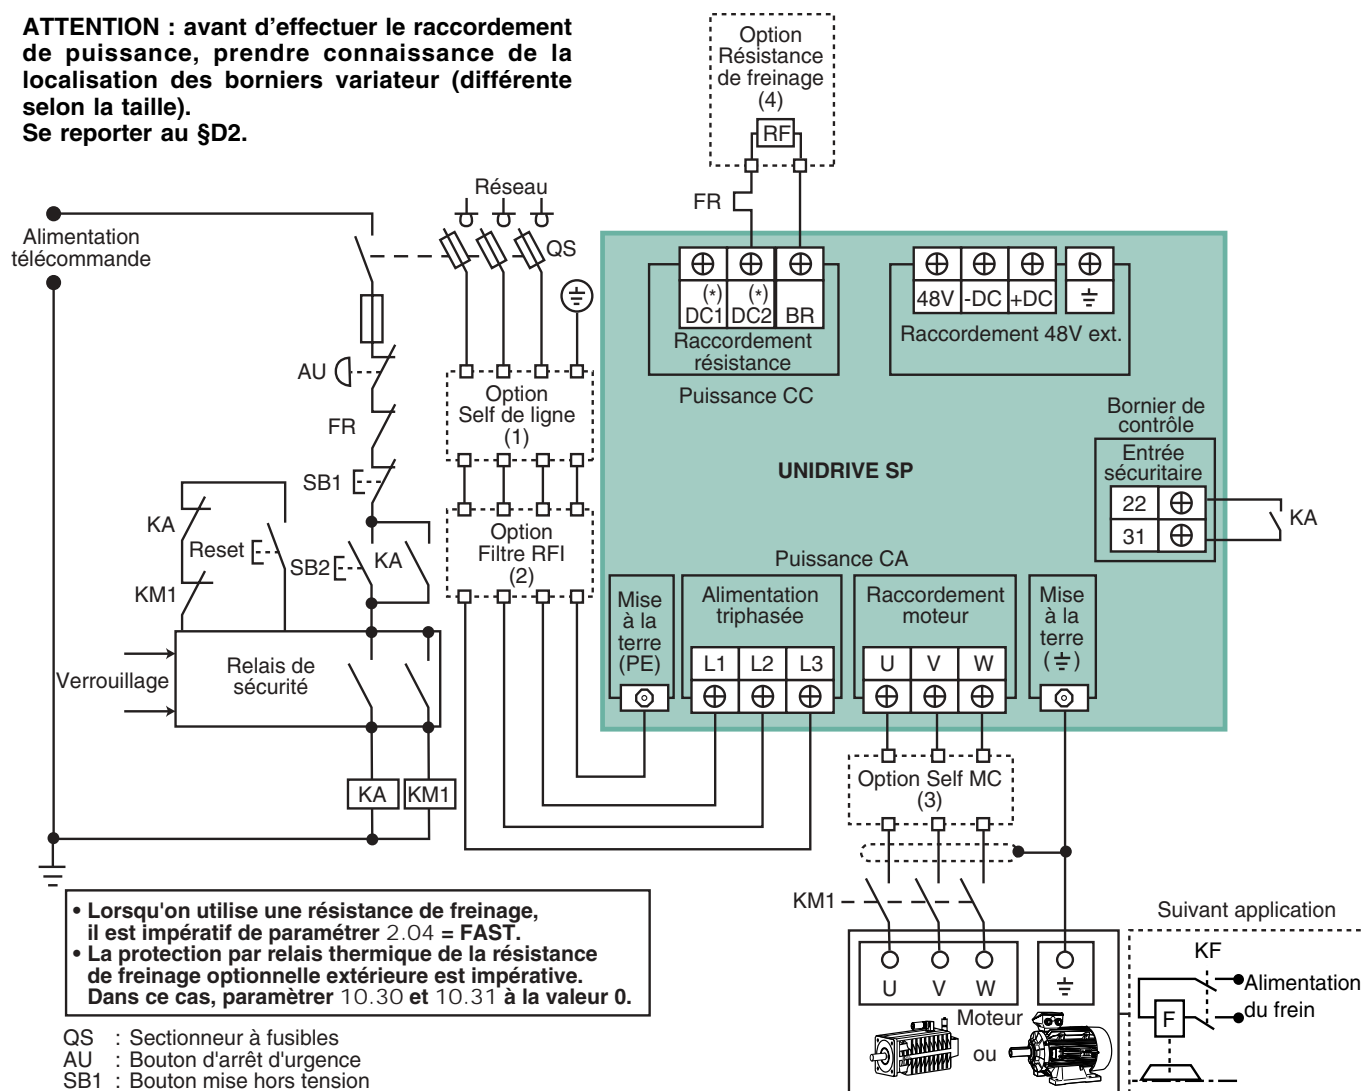 ATTENTION : avant d'effectuer le raccordement
de puissance, prendre connaissance de la
localisation des borniers variateur (différente
selon la taille).
Se reporter au §D2.
Option
Résistance
de freinage
(4)
RF
FR
Réseau
QS
Alimentation
télécommande
AU
FR
SB1
KA
Reset
SB2
KA
KM1
Verrouillage
Relais de
sécurité
KA
KM1
Option
Self de ligne
(1)
Option
Filtre RFI
(2)
(*)
DC1
(*)
DC2
BR
Raccordement
résistance
Puissance CC
48V
-DC
+DC
Raccordement 48V ext.
Bornier de
contrôle
Entrée
sécuritaire
22
31
KA
UNIDRIVE SP
Puissance CA
Mise
à la
terre
(PE)
Alimentation
triphasée
L1
L2
L3
Raccordement
moteur
U
V
W
Mise
à la
terre
( )
Option Self MC
(3)
KM1
U
V
W
Moteur
ou
Suivant application
KF
F
Alimentation
du frein
• Lorsqu'on utilise une résistance de freinage,
il est impératif de paramétrer 2.04 = FAST.
• La protection par relais thermique de la résistance
de freinage optionnelle extérieure est impérative.
Dans ce cas, paramètrer 10.30 et 10.31 à la valeur 0.
QS : Sectionneur à fusibles
AU : Bouton d'arrêt d'urgence
SB1 : Bouton mise hors tension